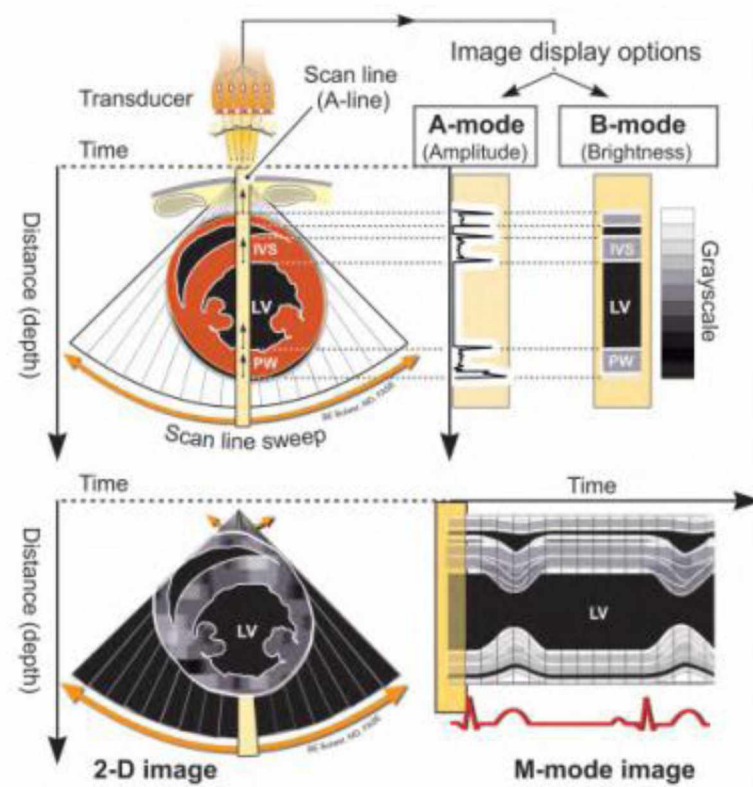 Image display options
Scan line
(A-line)
Transducer
A-mode
(Amplitude)
B-mode
(Brightness)
Time
Distance (depth)
IVS
LV
PW
IVS
LV
PW
Grayscale
Scan line sweep
Time
Time
Distance (depth)
LV
LV
2-D image
M-mode image